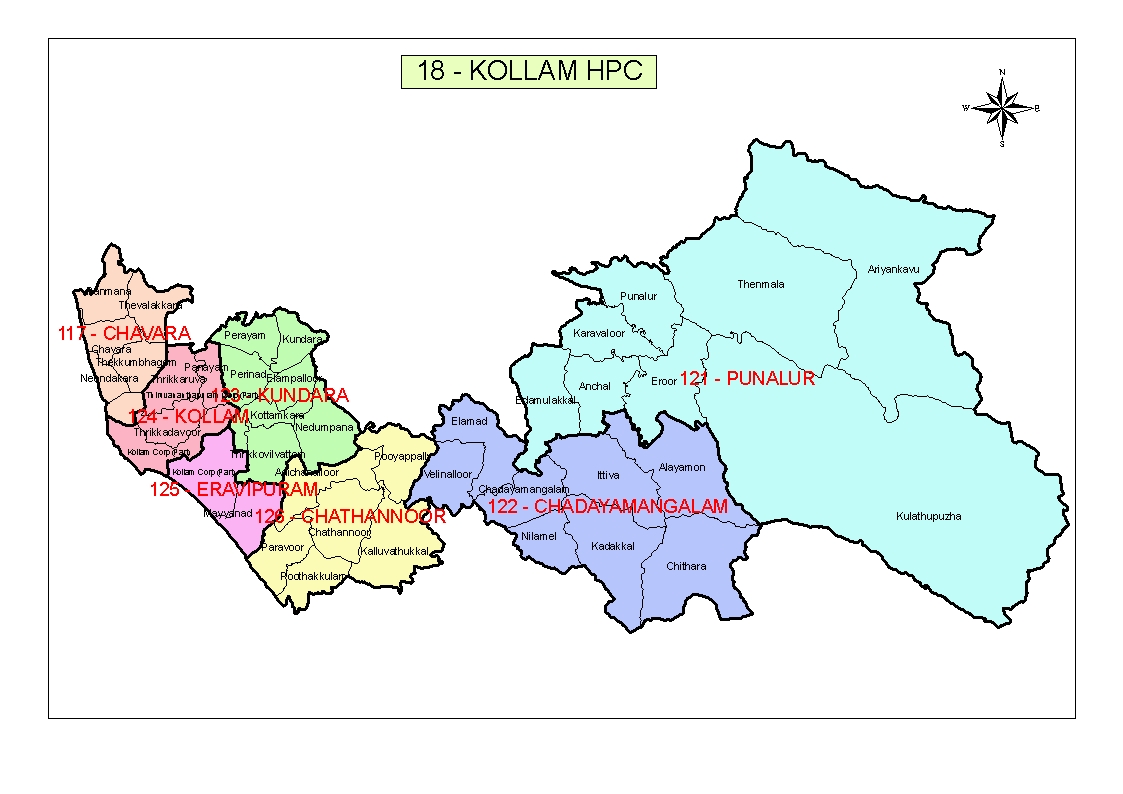 18 - KOLLAM HPC
N
W
E
S
Ariyankavu
Thenmala
Punalur
Thevalakkara
117 - CHAVARA
Karavaloor
Perayam
Kundara
Chavara
Thekkumbhagom
Panayam
Neendakara
Thrikkaruva
Perinad
Elampalloor
Eroor
121 - PUNALUR
Anchal
Edamulakkal
123 - KUNDARA
124 - KOLLAM
Kottamkara
Nedumpana
Elamad
Thrikkadavoor
Kollam Corp(Part)
Thrikkovilvattom
Pooyappally
Kollam Corp(Part)
Adichanalloor
Velinalloor
Ittiva
Alayamon
Chadayamangalam
125 - ERAVIPURAM
122 - CHADAYAMANGALAM
Mayyanad
126 - CHATHANNOOR
Kulathupuzha
Chathannoor
Nilamel
Paravoor
Kalluvathukkal
Kadakkal
Chithara
Poothakkulam